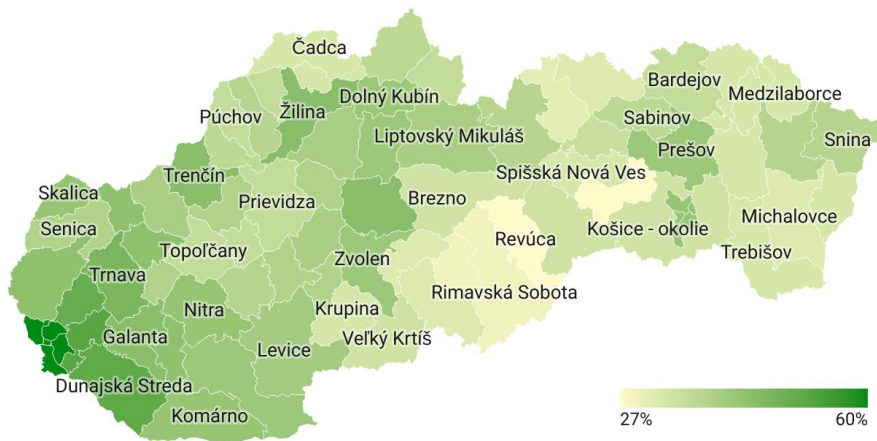 Čadca
Bardejov
Medzilaborce
Žilina
Dolný Kubín
Púchov
Sabinov
Liptovský Mikuláš
Snina
Prešov
Trenčín
Spišská Nová Ves
Skalica
Prievidza
Brezno
Michalovce
Senica
Košice - okolie
Revúca
Topoľčany
Zvolen
Trebišov
Trnava
Rimavská Sobota
Nitra
Krupina
Galanta
Veľký Krtíš
Levice
Dunajská Streda
Komárno
27%
60%